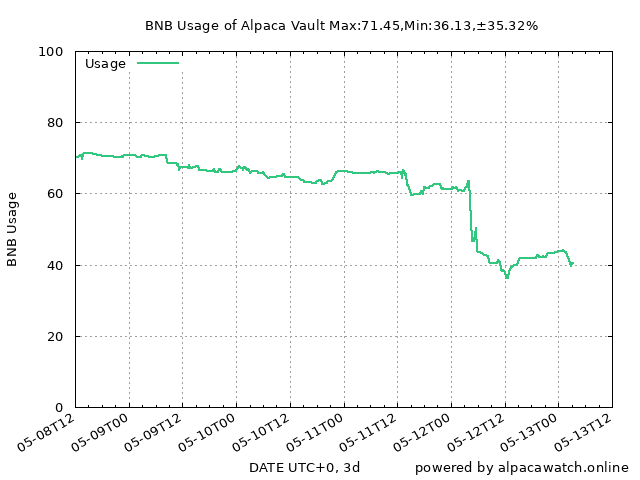 BNB Usage of Alpaca Vault Max:71.45,Min:36.13,±35.32%
Usage
BNB Usage
100
80
60
40
20
0
05-08T12
05-09T00
05-09T12
05-10T00
05-10T12
05-11T00
05-11T12
05-12T00
05-12T12
05-13T00
05-13T12
DATE UTC+0, 3d
powered by alpacawatch.online